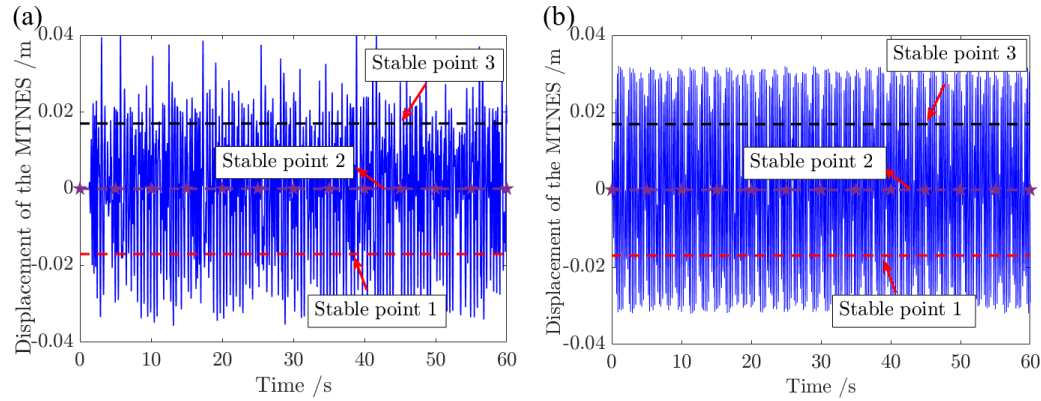 (a)
Displacement of the MTNES /m
0.04
0.02
0
-0.02
-0.04
Stable point 3
Stable point 2
Stable point 1
0 10 20 30 40 50 60
Time /s
(b)
Displacement of the MTNES /m
0.04
0.02
0
-0.02
-0.04
Stable point 3
Stable point 2
Stable point 1
0 10 20 30 40 50 60
Time /s